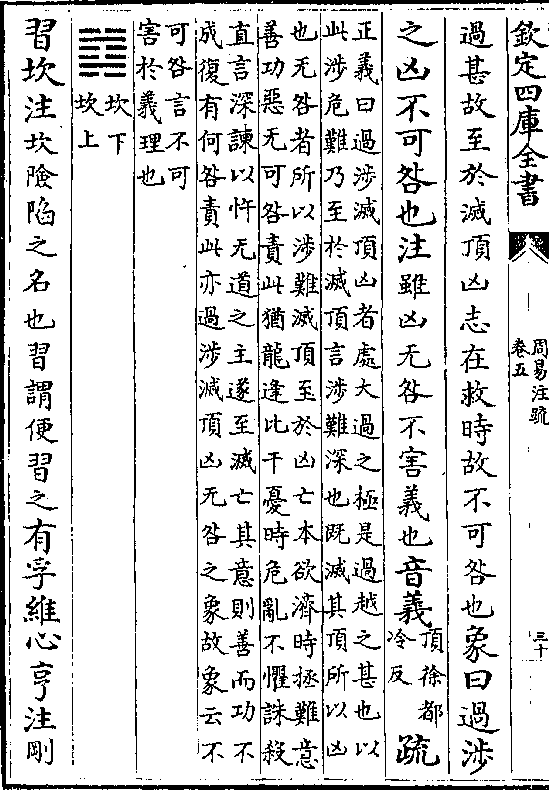 欽定四庫全書
周易注疏
卷五
三十
過甚故至於滅頂凶志在救時故不可咎也象曰過涉
之凶不可咎也注雖凶无咎不害義也音義
頂徐都
冷反
疏
正義曰過涉滅頂凶者處大過之極是過越之甚也以
此涉危難乃至於滅頂言涉難深也既滅其頂所以凶
也无咎者所以涉難滅頂至於凶亡本欲濟時拯難意
善功惡无可咎責此猶龍逢比干憂時危亂不懼誅殺
直言深諫以忤无道之主遂至滅亡其意則善而功不
成復有何咎責此亦過涉滅頂凶无咎之象故象云不
可咎言不可
害於義理也
坎下
坎上
習坎注坎險陷之名也習謂便習之有孚維心亨注剛